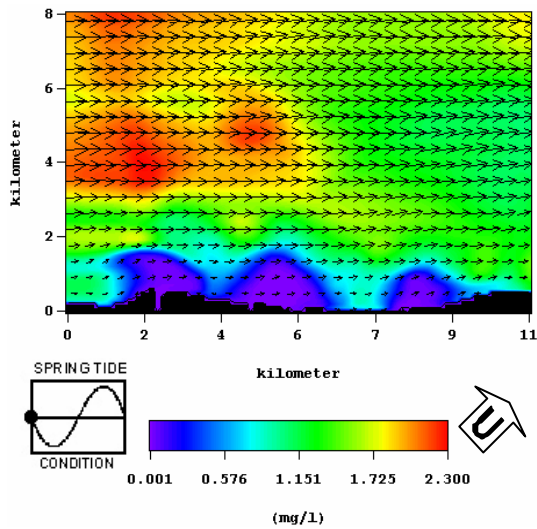 8
6
4
2
0
kilometer
0 2 4 6 7 9 11
kilometer
SPRING TIDE
CONDITION
0.001 0.576 1.151 1.725 2.300
(mg/l)
U